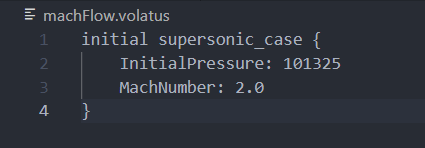 machFlow.volatus
1 initial supersonic_case {
2     InitialPressure: 101325
3     MachNumber: 2.0
4 }